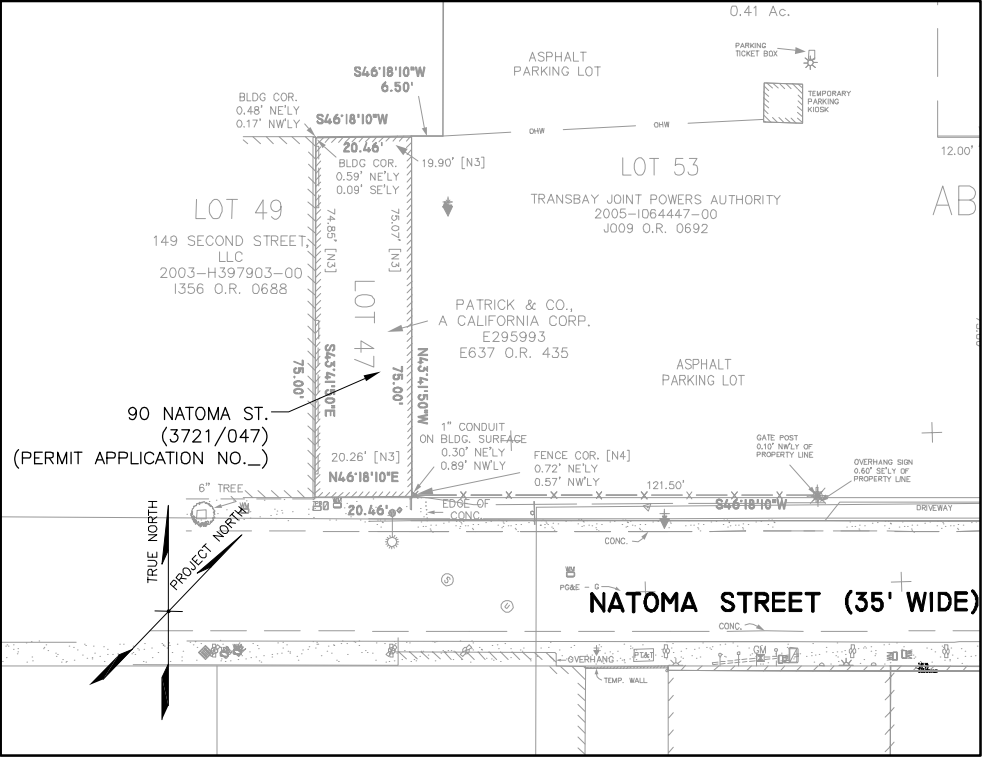 0.41 Ac.
PARKING
TICKET BOX
ASPHALT
PARKING LOT
S46°18'10"W
6.50'
TEMPORARY
PARKING
KIOSK
BLDG COR.
0.48' NE'LY
0.17' NW'LY
S46°18'10"W
OHW
OHW
20.46'
12.00'
BLDG COR.
0.59' NE'LY
0.09' SE'LY
19.90' [N3]
LOT 53
TRANSBAY JOINT POWERS AUTHORITY
2005-I064447-00
J009 O.R. 0692
AB
LOT 49
149 SECOND STREET,
LLC
2003-H397903-00
I356 O.R. 0688
74.85' [N3]
75.07' [N3]
LOT 47
PATRICK & CO.,
A CALIFORNIA CORP.
E295993
E637 O.R. 435
75.00'
S43°41'50"E
75.00'
N43°41'50"W
ASPHALT
PARKING LOT
90 NATOMA ST.
(3721/047)
(PERMIT APPLICATION NO._)
1" CONDUIT
ON BLDG. SURFACE
0.30' NE'LY
0.89' NW'LY
FENCE COR. [N4]
0.72' NE'LY
0.57' NW'LY
GATE POST
0.10' NW'LY OF
PROPERTY LINE
OVERHANG SIGN
0.60' SE'LY OF
PROPERTY LINE
20.26' [N3]
N46°18'10"E
6" TREE
121.50'
S46°18'10"W
20.46'
EDGE OF
CONC.
DRIVEWAY
TRUE NORTH
PROJECT NORTH
CONC.
S
U
PG&E - G
NATOMA STREET (35' WIDE)
CONC.
OVERHANG
PT&T
GM
TEMP. WALL